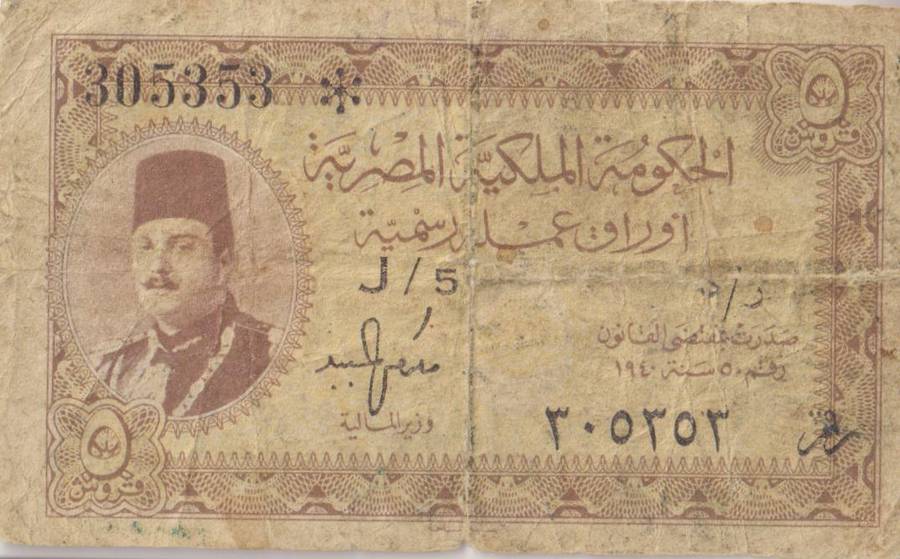 305353
٥
قروش
الحكومة الملكية المصرية
أوراق عملة رسمية
J/5
صدرت بمقتضى القانون
رقم ٥٠ سنة ١٩٤٠
وزير المالية
٣٠٥٣٥٣
٥
قروش